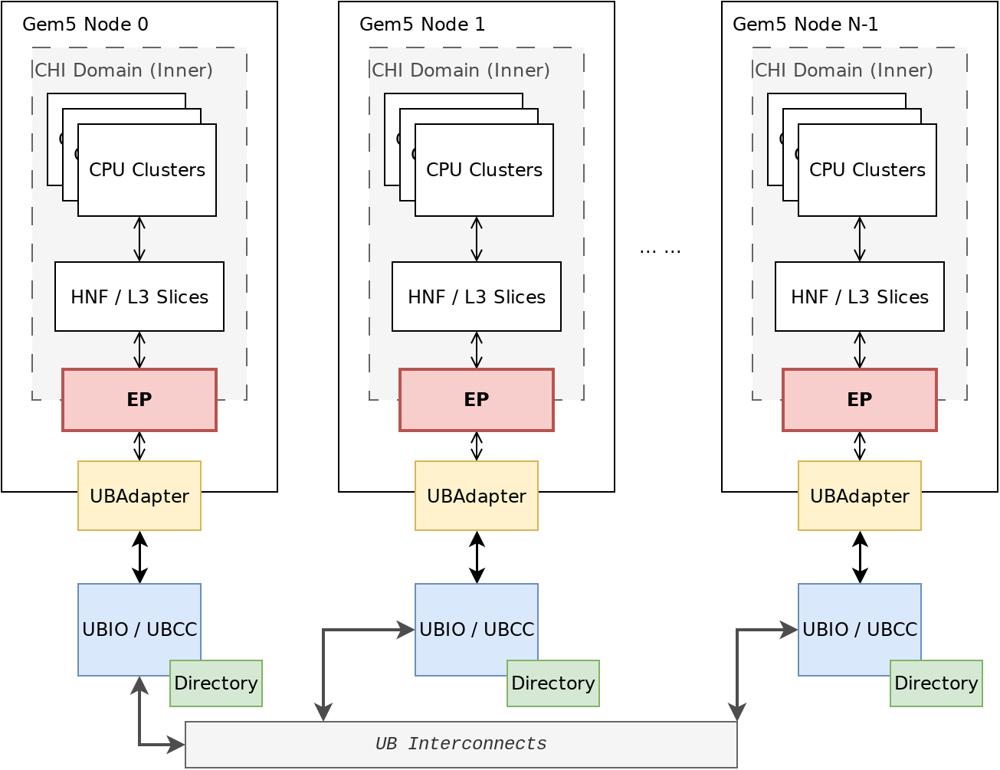 Gem5 Node 0
Gem5 Node 1
Gem5 Node N-1
CHI Domain (Inner)
CHI Domain (Inner)
CHI Domain (Inner)
CPU Clusters
CPU Clusters
CPU Clusters
... ...
HNF / L3 Slices
HNF / L3 Slices
HNF / L3 Slices
EP
EP
EP
UBAdapter
UBAdapter
UBAdapter
UBIO / UBCC
UBIO / UBCC
UBIO / UBCC
Directory
Directory
Directory
UB Interconnects